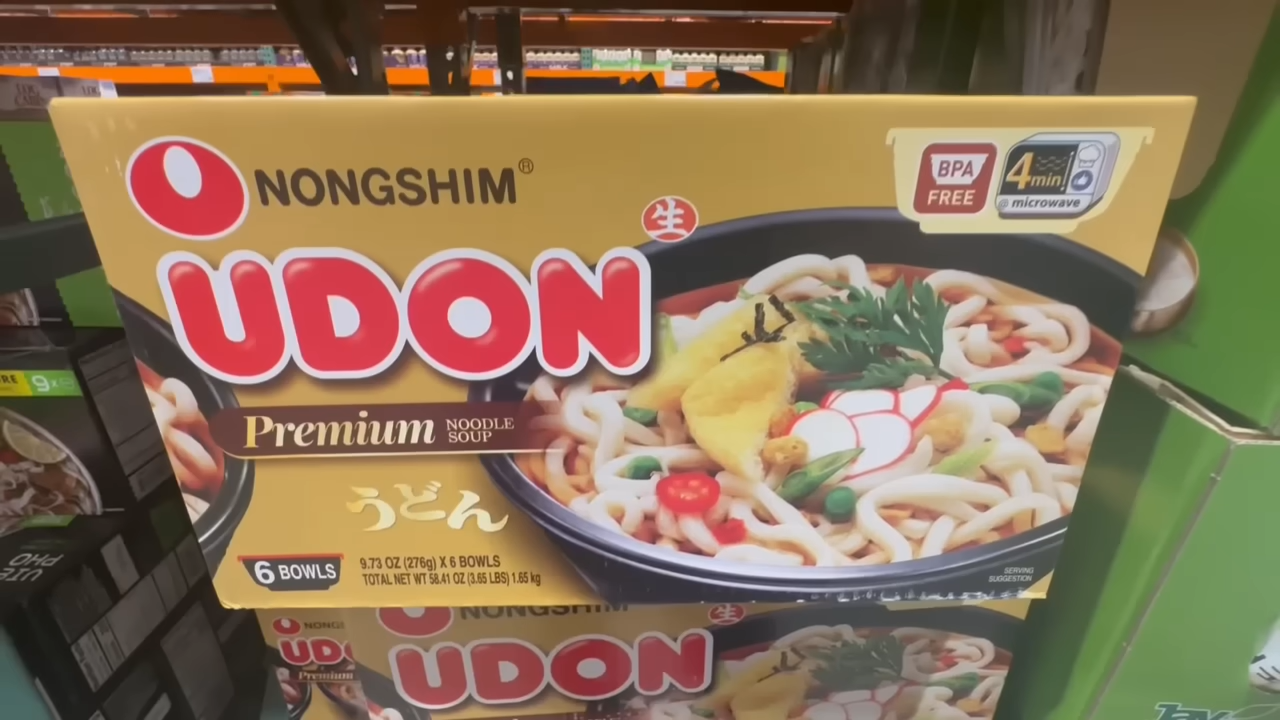 NONGSHIM®
生
UDON
Premium NOODLE SOUP
うどん
6 BOWLS
9.73 OZ (276g) X 6 BOWLS
TOTAL NET WT 58.41 OZ (3.65 LBS) 1.65 kg
BPA
FREE
4min
@ microwave
SERVING
SUGGESTION
9x
PHO
NONGSHIM
生
UDON
UD
Premium